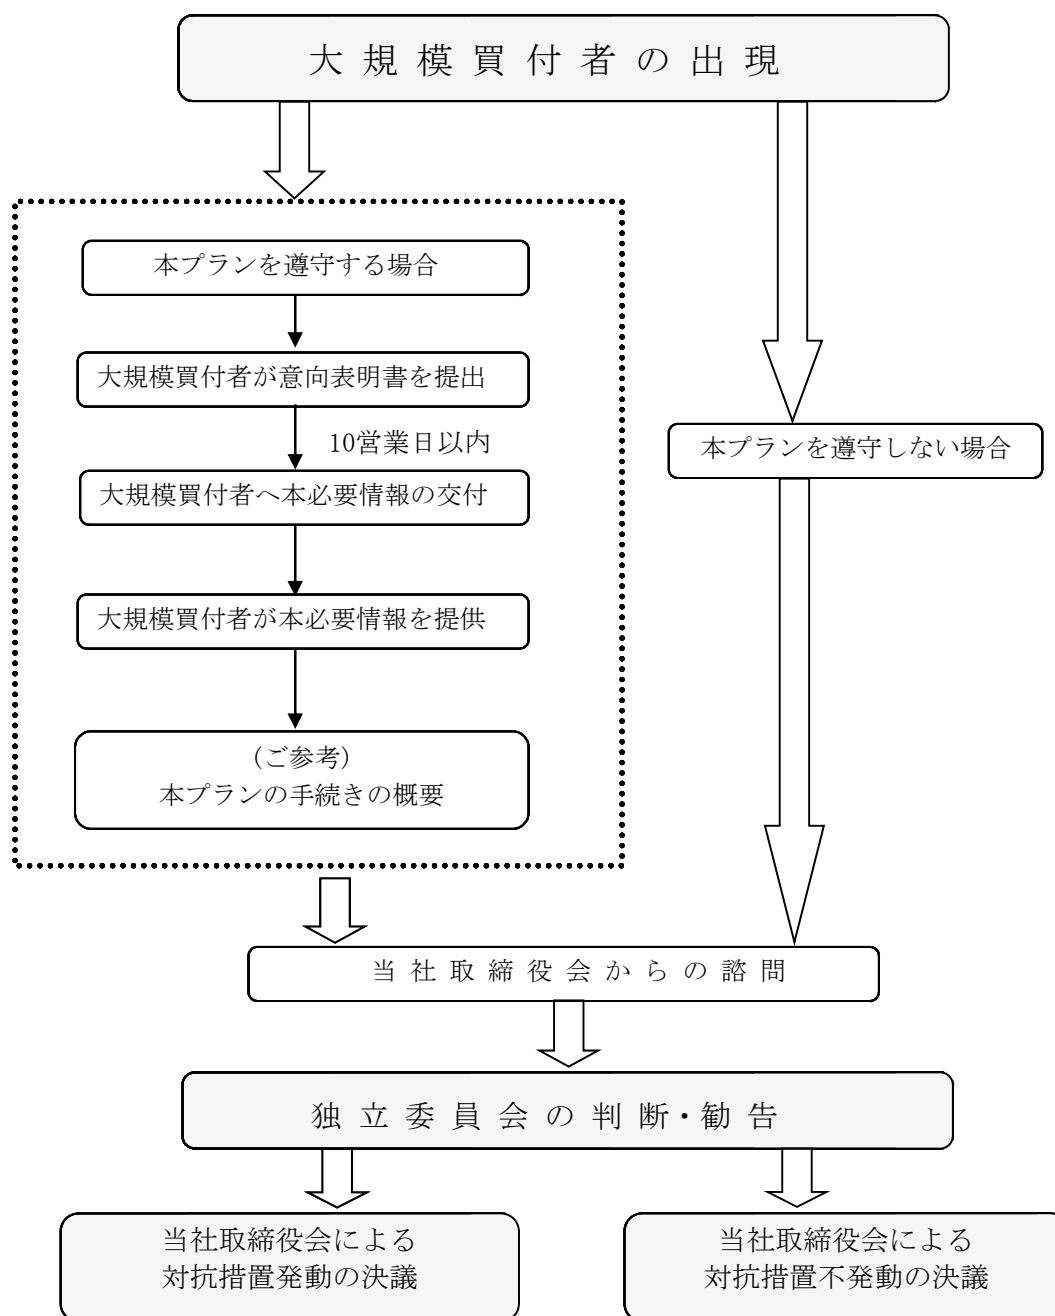 大規模買付者の出現
本プランを遵守する場合
大規模買付者が意向表明書を提出
10営業日以内
大規模買付者へ本必要情報の交付
大規模買付者が本必要情報を提供
(ご参考)
本プランの手続きの概要
本プランを遵守しない場合
当社取締役会からの諮問
独立委員会の判断・勧告
当社取締役会による
対抗措置発動の決議
当社取締役会による
対抗措置不発動の決議